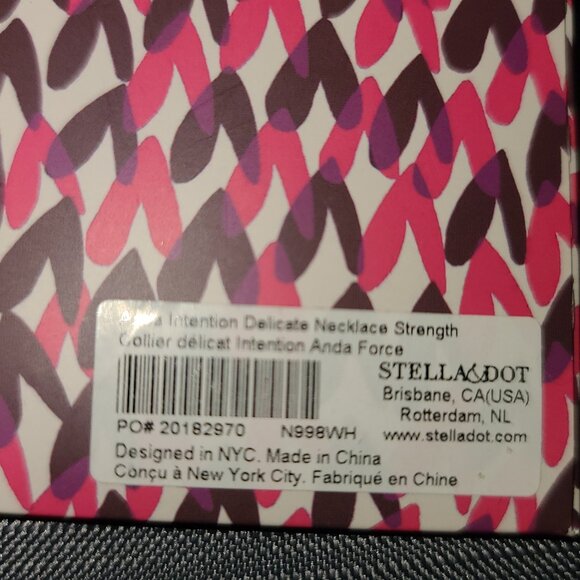 Intention Delicate Necklace Strength
Collier délicat Intention Anda Force
STELLA&DOT
Brisbane, CA(USA)
Rotterdam, NL
www.stelladot.com
PO# 20182970 N998WH
Designed in NYC. Made in China
Conçu à New York City. Fabriqué en Chine